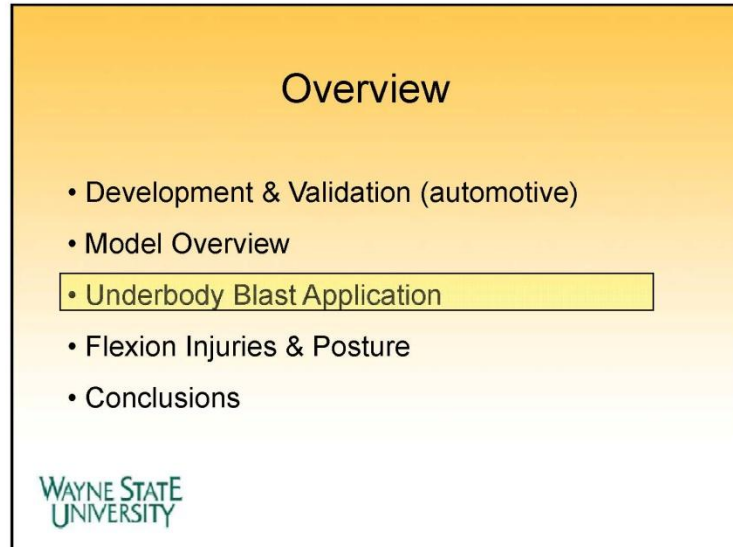 Overview
• Development & Validation (automotive)
• Model Overview
• Underbody Blast Application
• Flexion Injuries & Posture
• Conclusions
WAYNE STATE
UNIVERSITY